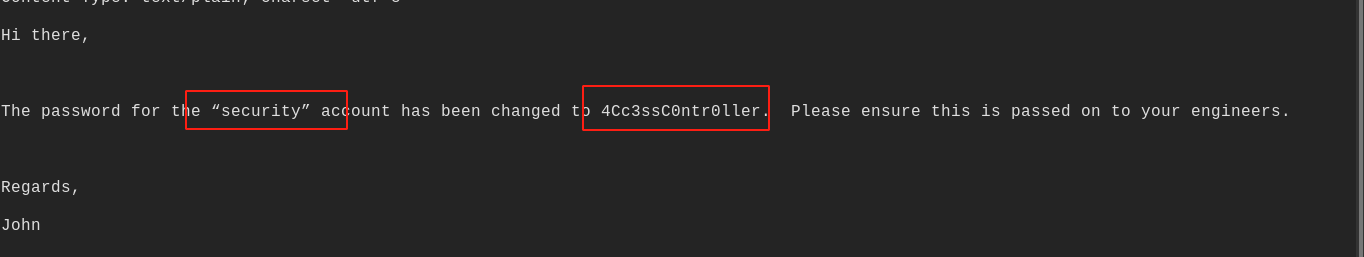 Hi there,
The password for the “security” account has been changed to 4Cc3ssC0ntr0ller.  Please ensure this is passed on to your engineers.
Regards,
John